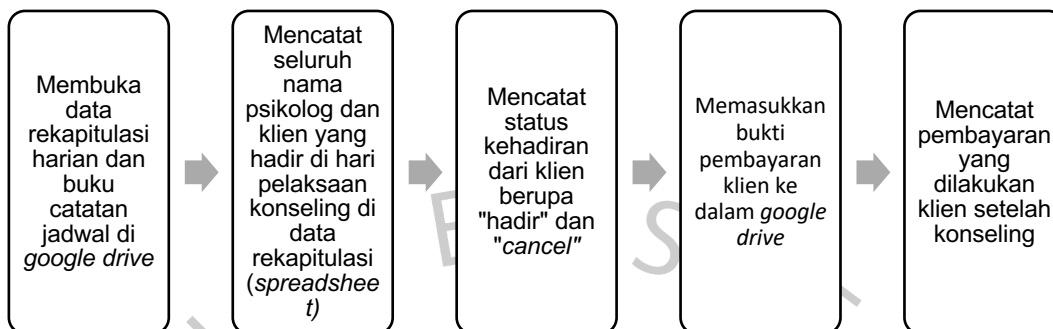 Membuka
data
rekapitulasi
harian dan
buku
catatan
jadwal di
google drive
Mencatat
seluruh
nama
psikolog dan
klien yang
hadir di hari
pelaksaan
konseling di
data
rekapitulasi
(spreadshee
t)
Mencatat
status
kehadiran
dari klien
berupa
"hadir" dan
"cancel"
Memasukkan
bukti
pembayaran
klien ke
dalam google
drive
Mencatat
pembayaran
yang
dilakukan
klien setelah
konseling